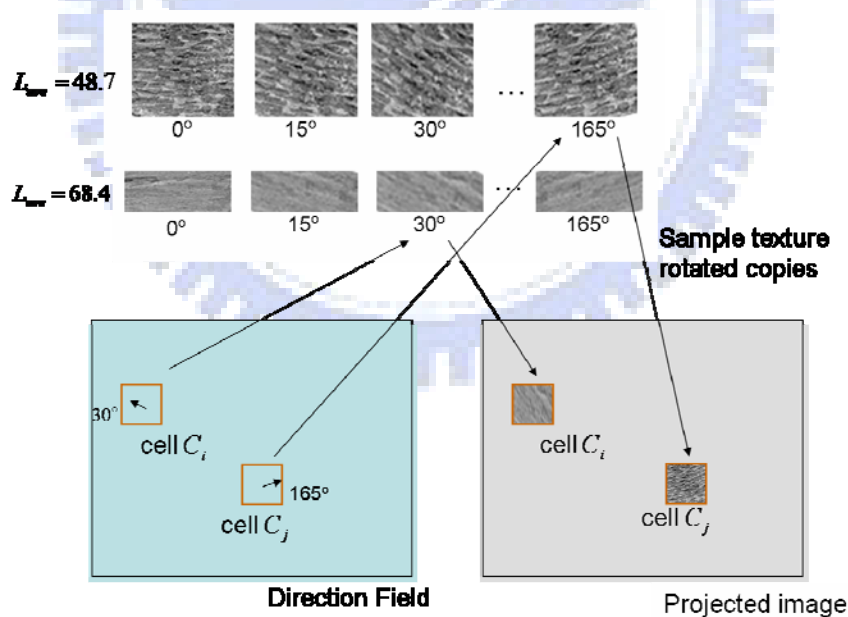 L = 48.7
0° 15° 30° ... 165°
L = 68.4
0° 15° 30° ... 165°
Sample texture
rotated copies
30°
cell C_i
165°
cell C_j
Direction Field
cell C_i
cell C_j
Projected image